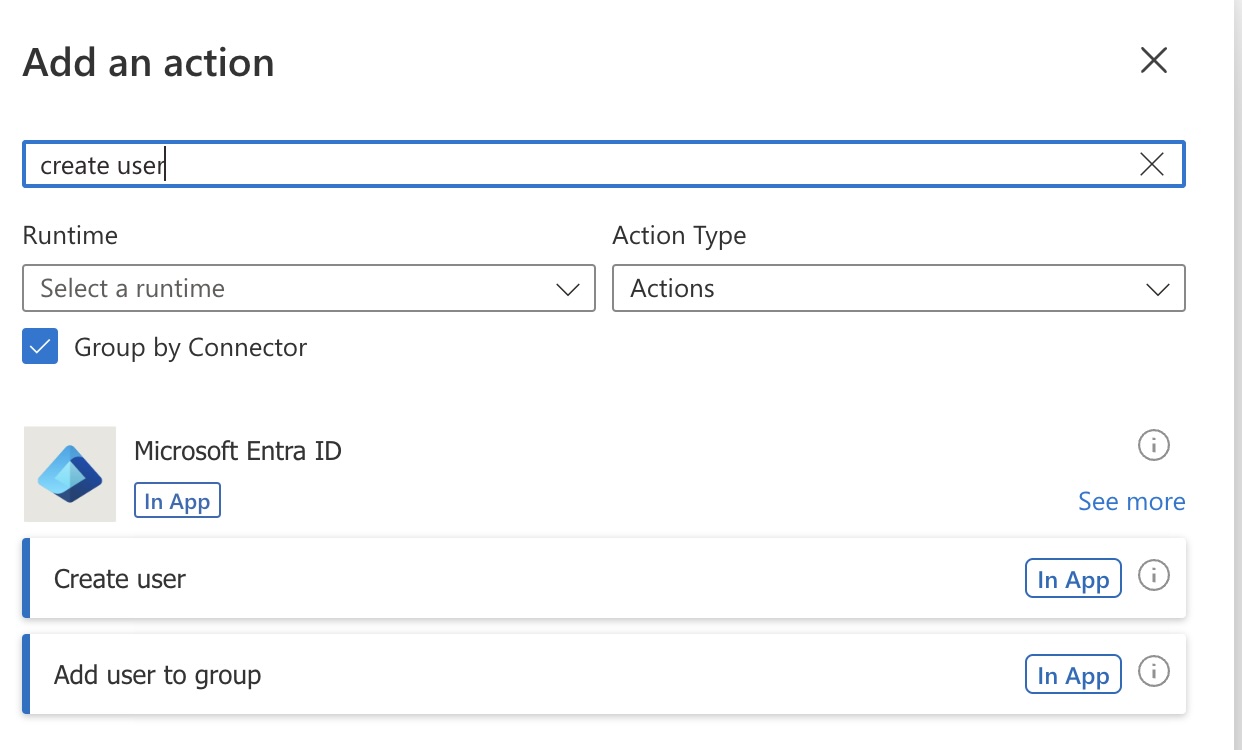 Add an action
create user
Runtime
Action Type
Select a runtime
Actions
Group by Connector
Microsoft Entra ID
In App
See more
Create user
In App
Add user to group
In App